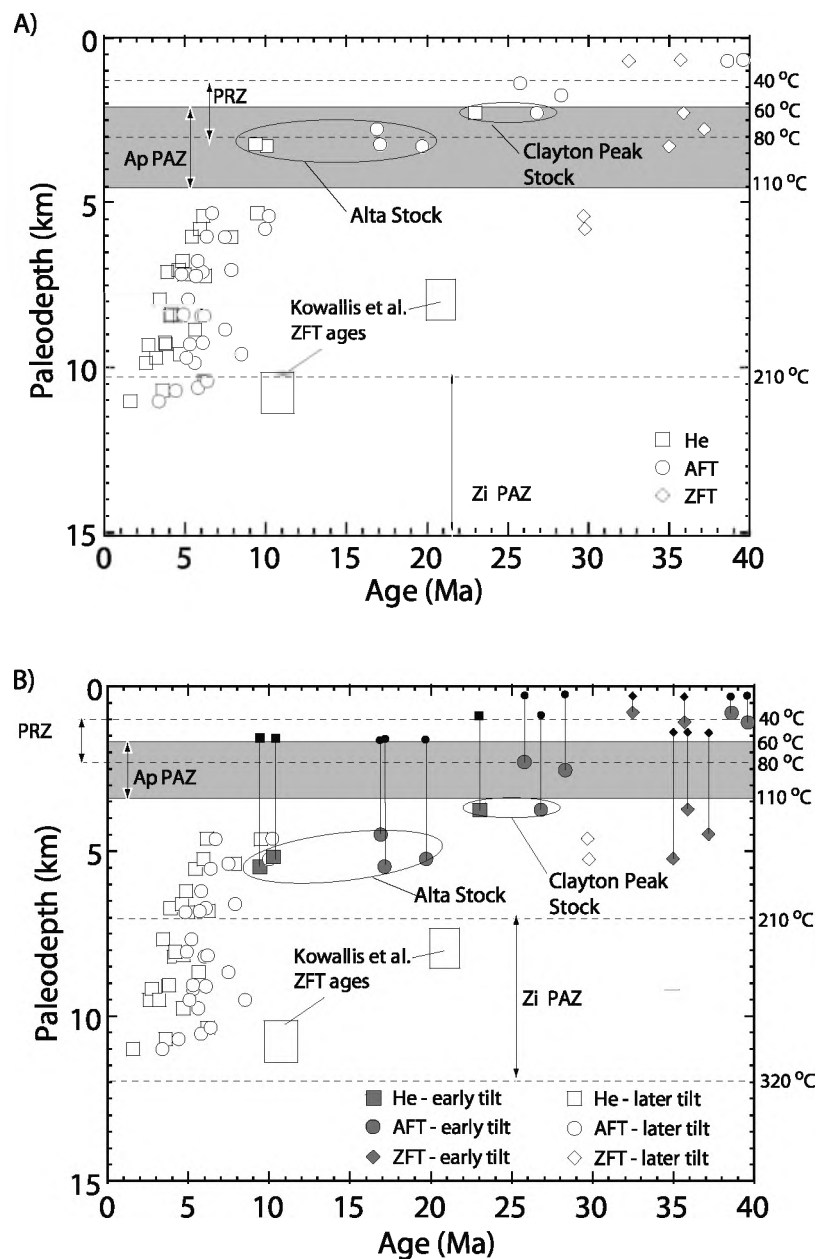 A)
0
5
10
15
Paleodepth (km)
40 °C
60 °C
80 °C
110 °C
210 °C
PRZ
Ap PAZ
Clayton Peak
Stock
Alta Stock
Kowallis et al.
ZFT ages
Zi PAZ
He
AFT
ZFT
0 5 10 15 20 25 30 35 40
Age (Ma)
B)
0
5
10
15
Paleodepth (km)
40 °C
60 °C
80 °C
110 °C
210 °C
320 °C
PRZ
Ap PAZ
Alta Stock
Clayton Peak
Stock
Kowallis et al.
ZFT ages
Zi PAZ
He - early tilt
AFT - early tilt
ZFT - early tilt
He - later tilt
AFT - later tilt
ZFT - later tilt
0 5 10 15 20 25 30 35 40
Age (Ma)